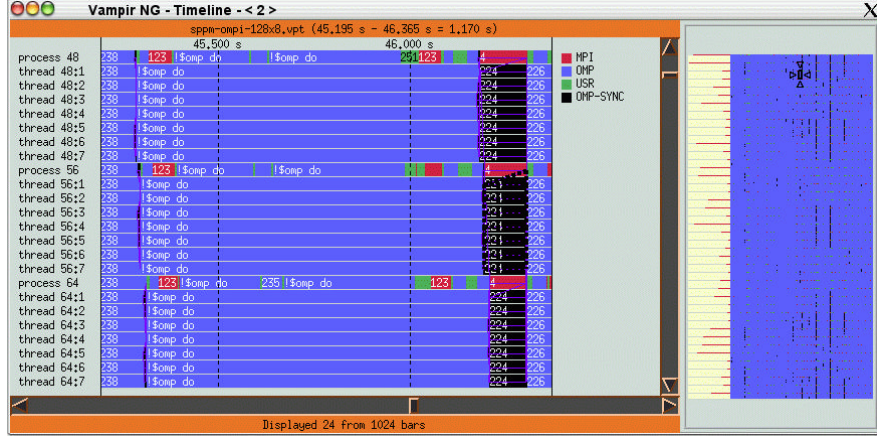 Vampir NG - Timeline - < 2 >
X
sppm-ompi-128x8.vpt (45.195 s - 46.365 s = 1.170 s)
45.500 s 46.000 s
process 48 238 123 !$omp do !$omp do 251 123 4
thread 48:1 238 !$omp do 224 226
thread 48:2 238 !$omp do 224 226
thread 48:3 238 !$omp do 224 226
thread 48:4 238 !$omp do 224 226
thread 48:5 238 !$omp do 224 226
thread 48:6 238 !$omp do 224 226
thread 48:7 238 !$omp do 224 226
process 56 238 123 !$omp do !$omp do 4
thread 56:1 238 !$omp do 224 226
thread 56:2 238 !$omp do 224 226
thread 56:3 238 !$omp do 224 226
thread 56:4 238 !$omp do 224 226
thread 56:5 238 !$omp do 224 226
thread 56:6 238 !$omp do 224 226
thread 56:7 238 !$omp do 224 226
process 64 238 123 !$omp do 235 !$omp do 123 4
thread 64:1 238 !$omp do 224 226
thread 64:2 238 !$omp do 224 226
thread 64:3 238 !$omp do 224 226
thread 64:4 238 !$omp do 224 226
thread 64:5 238 !$omp do 224 226
thread 64:6 238 !$omp do 224 226
thread 64:7 238 !$omp do 224 226
MPI
OMP
USR
OMP-SYNC
Displayed 24 from 1024 bars